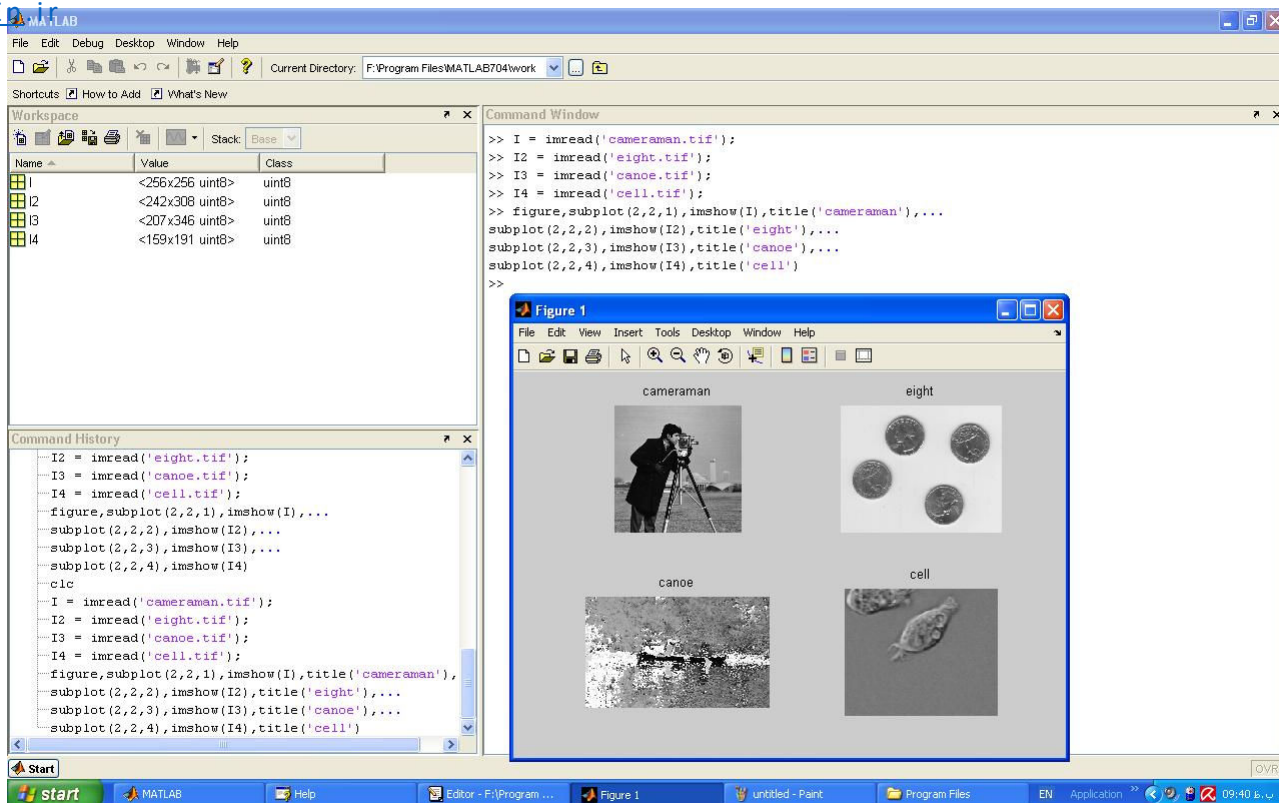 MATLAB
File Edit Debug Desktop Window Help
Current Directory: F:\Program Files\MATLAB704\work
Shortcuts How to Add What's New
Workspace
Stack: Base
Name Value Class
I <256x256 uint8> uint8
I2 <242x308 uint8> uint8
I3 <207x346 uint8> uint8
I4 <159x191 uint8> uint8
Command History
I2 = imread('eight.tif');
I3 = imread('canoe.tif');
I4 = imread('cell.tif');
figure,subplot(2,2,1),imshow(I),...
subplot(2,2,2),imshow(I2),...
subplot(2,2,3),imshow(I3),...
subplot(2,2,4),imshow(I4)
clc
I = imread('cameraman.tif');
I2 = imread('eight.tif');
I3 = imread('canoe.tif');
I4 = imread('cell.tif');
figure,subplot(2,2,1),imshow(I),title('cameraman'),
subplot(2,2,2),imshow(I2),title('eight'),...
subplot(2,2,3),imshow(I3),title('canoe'),...
subplot(2,2,4),imshow(I4),title('cell')
Command Window
>> I = imread('cameraman.tif');
>> I2 = imread('eight.tif');
>> I3 = imread('canoe.tif');
>> I4 = imread('cell.tif');
>> figure,subplot(2,2,1),imshow(I),title('cameraman'),...
subplot(2,2,2),imshow(I2),title('eight'),...
subplot(2,2,3),imshow(I3),title('canoe'),...
subplot(2,2,4),imshow(I4),title('cell')
>>
Figure 1
File Edit View Insert Tools Desktop Window Help
cameraman
eight
canoe
cell
Start
OVR
start MATLAB Help Editor - F:\Program ... Figure 1 untitled - Paint Program Files EN Application » 09:40 ب.ظ